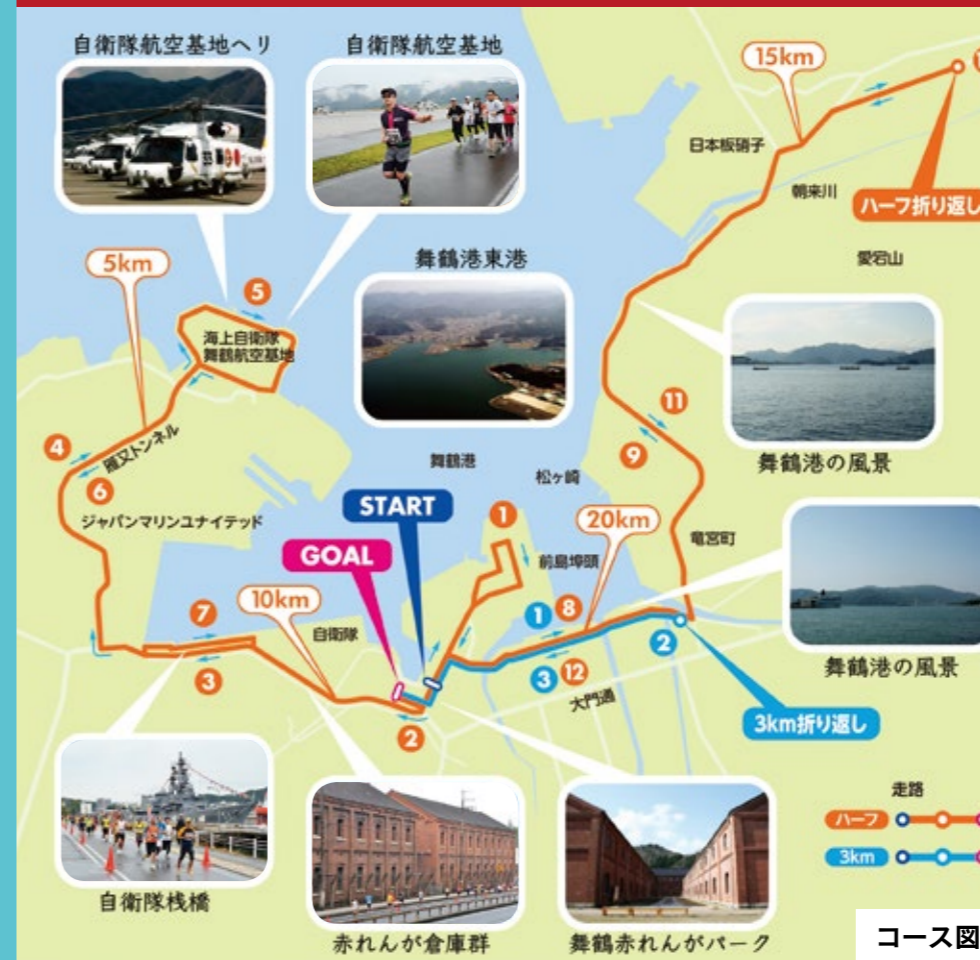 自衛隊航空基地ヘリ
自衛隊航空基地
15km
日本板硝子
朝来川
ハーフ折り返し
愛宕山
5km
舞鶴港東港
5
海上自衛隊
舞鶴航空基地
11
9
舞鶴港の風景
4
雁又トンネル
6
舞鶴港
松ヶ崎
START
ジャパンマリンユナイテッド
1
20km
竜宮町
GOAL
前島埠頭
10km
7
自衛隊
1
8
2
舞鶴港の風景
3
3
12
大門通
2
3km折り返し
自衛隊桟橋
赤れんが倉庫群
舞鶴赤れんがパーク
走路
ハーフ
3km
コース図